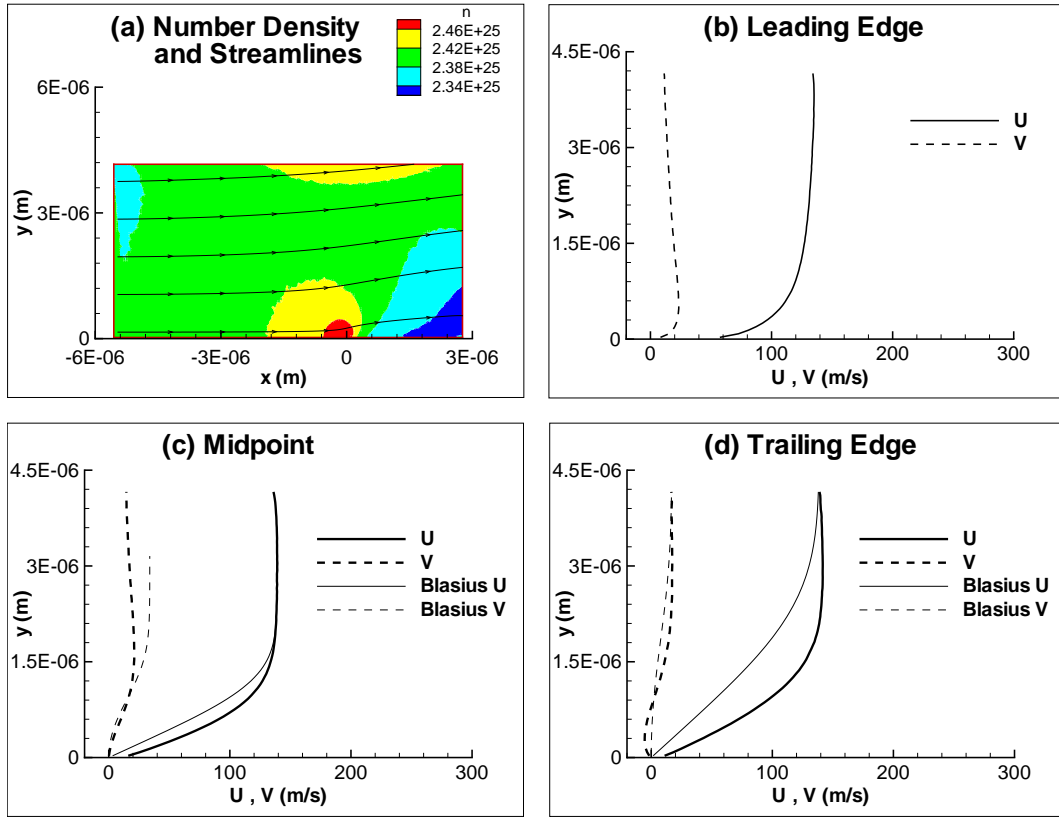 (a) Number Density
and Streamlines
n
2.46E+25
2.42E+25
2.38E+25
2.34E+25
6E-06
3E-06
0
y (m)
-6E-06 -3E-06 0 3E-06
x (m)
(b) Leading Edge
4.5E-06
3E-06
1.5E-06
0
y (m)
U
V
0 100 200 300
U , V (m/s)
(c) Midpoint
4.5E-06
3E-06
1.5E-06
0
y (m)
U
V
Blasius U
Blasius V
0 100 200 300
U , V (m/s)
(d) Trailing Edge
4.5E-06
3E-06
1.5E-06
0
y (m)
U
V
Blasius U
Blasius V
0 100 200 300
U , V (m/s)